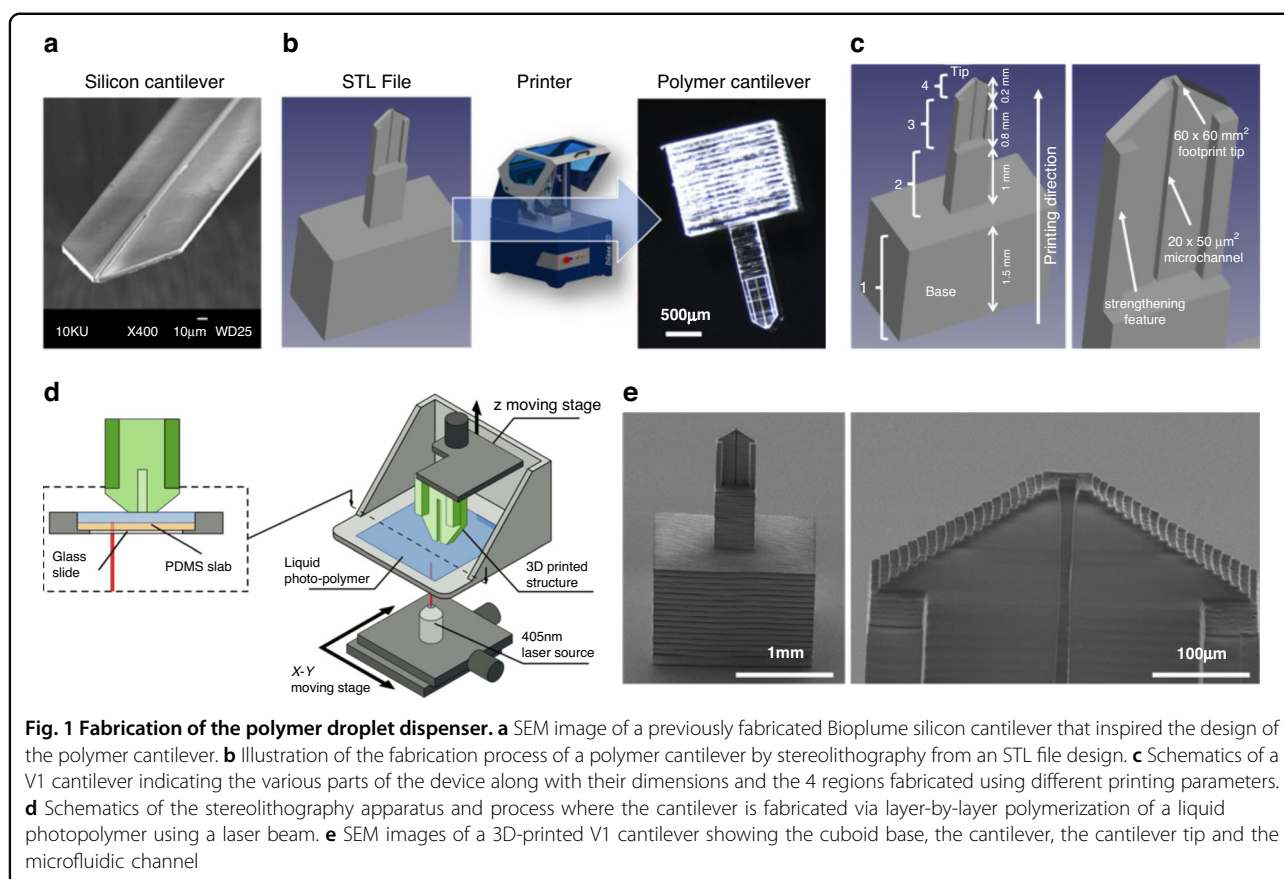 a
Silicon cantilever
10KU X400 10µm WD25
b
STL File
Printer
Polymer cantilever
500µm
c
Tip
4
3
2
1
0.2 mm
0.8 mm
1 mm
1.5 mm
Base
Printing direction
60 x 60 mm²
footprint tip
20 x 50 µm²
microchannel
strengthening
feature
d
Glass
slide
PDMS slab
z moving stage
Liquid
photo-polymer
3D printed
structure
405nm
laser source
X-Y
moving stage
e
1mm
100µm
Fig. 1 Fabrication of the polymer droplet dispenser. a SEM image of a previously fabricated Bioplume silicon cantilever that inspired the design of
the polymer cantilever. b Illustration of the fabrication process of a polymer cantilever by stereolithography from an STL file design. c Schematics of a
V1 cantilever indicating the various parts of the device along with their dimensions and the 4 regions fabricated using different printing parameters.
d Schematics of the stereolithography apparatus and process where the cantilever is fabricated via layer-by-layer polymerization of a liquid
photopolymer using a laser beam. e SEM images of a 3D-printed V1 cantilever showing the cuboid base, the cantilever, the cantilever tip and the
microfluidic channel